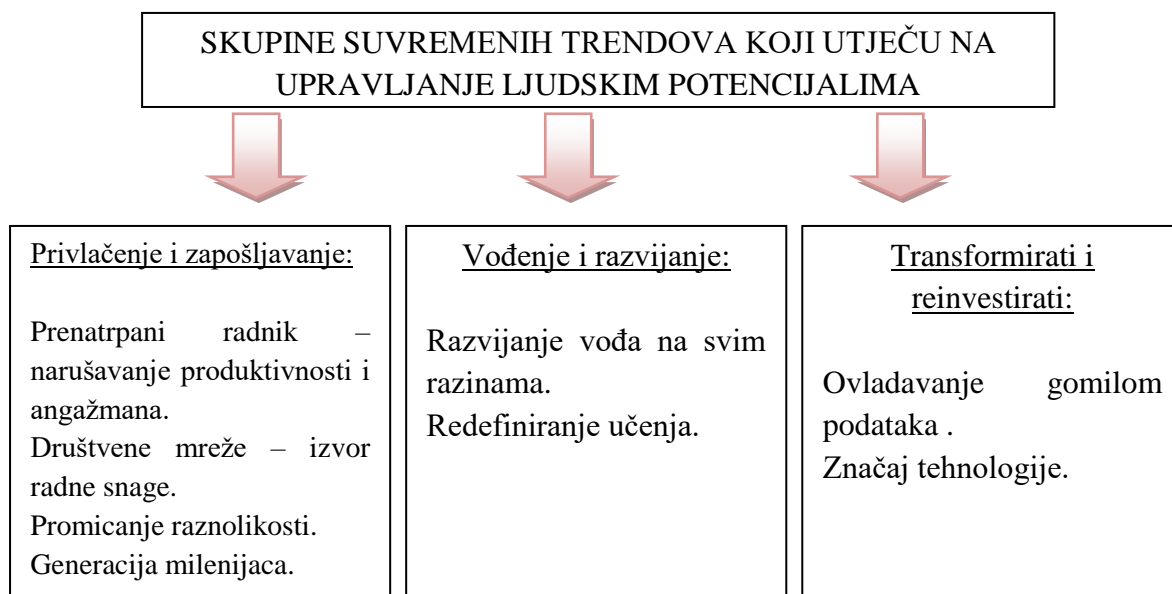 SKUPINE SUVREMENIH TRENDOVA KOJI UTJEČU NA
UPRAVLJANJE LJUDSKIM POTENCIJALIMA
Privlačenje i zapošljavanje:
Prenatrpani radnik –
narušavanje produktivnosti i
angažmana.
Društvene mreže – izvor
radne snage.
Promicanje raznolikosti.
Generacija milenijaca.
Vođenje i razvijanje:
Razvijanje vođa na svim
razinama.
Redefiniranje učenja.
Transformirati i
reinvestirati:
Ovladavanje gomilom
podataka .
Značaj tehnologije.